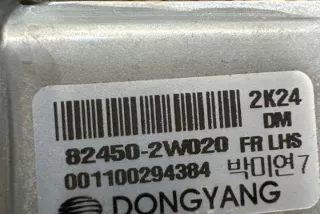 2K24
DM
82450-2W020 FR LHS
001100294384 박미연7
DONGYANG